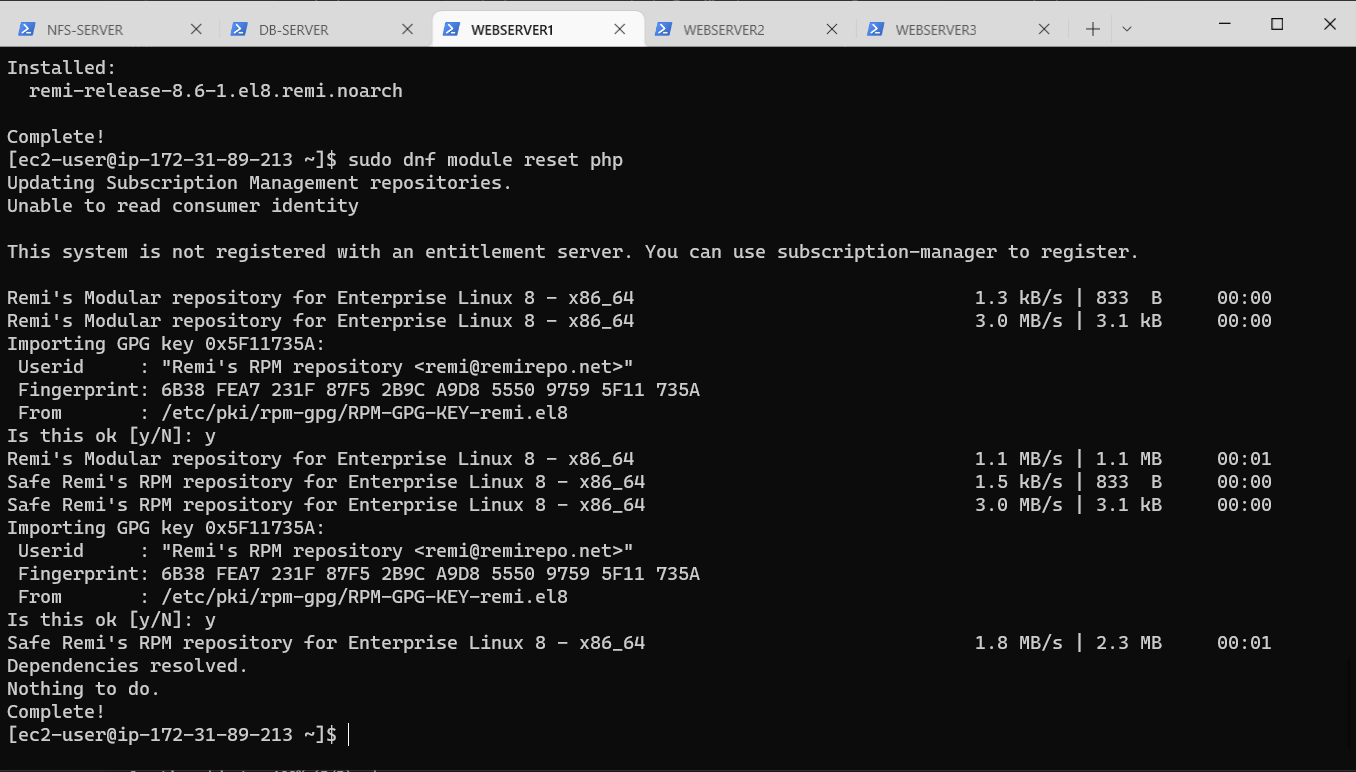 NFS-SERVER DB-SERVER WEBSERVER1 WEBSERVER2 WEBSERVER3
Installed:
remi-release-8.6-1.el8.remi.noarch
Complete!
[ec2-user@ip-172-31-89-213 ~]$ sudo dnf module reset php
Updating Subscription Management repositories.
Unable to read consumer identity
This system is not registered with an entitlement server. You can use subscription-manager to register.
Remi's Modular repository for Enterprise Linux 8 - x86_64 1.3 kB/s | 833 B 00:00
Remi's Modular repository for Enterprise Linux 8 - x86_64 3.0 MB/s | 3.1 kB 00:00
Importing GPG key 0x5F11735A:
Userid : "Remi's RPM repository <remi@remirepo.net>"
Fingerprint: 6B38 FEA7 231F 87F5 2B9C A9D8 5550 9759 5F11 735A
From : /etc/pki/rpm-gpg/RPM-GPG-KEY-remi.el8
Is this ok [y/N]: y
Remi's Modular repository for Enterprise Linux 8 - x86_64 1.1 MB/s | 1.1 MB 00:01
Safe Remi's RPM repository for Enterprise Linux 8 - x86_64 1.5 kB/s | 833 B 00:00
Safe Remi's RPM repository for Enterprise Linux 8 - x86_64 3.0 MB/s | 3.1 kB 00:00
Importing GPG key 0x5F11735A:
Userid : "Remi's RPM repository <remi@remirepo.net>"
Fingerprint: 6B38 FEA7 231F 87F5 2B9C A9D8 5550 9759 5F11 735A
From : /etc/pki/rpm-gpg/RPM-GPG-KEY-remi.el8
Is this ok [y/N]: y
Safe Remi's RPM repository for Enterprise Linux 8 - x86_64 1.8 MB/s | 2.3 MB 00:01
Dependencies resolved.
Nothing to do.
Complete!
[ec2-user@ip-172-31-89-213 ~]$